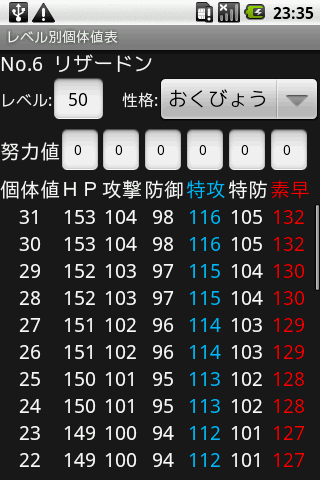 23:35
レベル別個体値表
No.6 リザードン
レベル: 50 性格: おくびょう
努力値 0 0 0 0 0 0
個体値 ＨＰ 攻撃 防御 特攻 特防 素早
31 153 104 98 116 105 132
30 153 104 98 116 105 132
29 152 103 97 115 104 130
28 152 103 97 115 104 130
27 151 102 96 114 103 129
26 151 102 96 114 103 129
25 150 101 95 113 102 128
24 150 101 95 113 102 128
23 149 100 94 112 101 127
22 149 100 94 112 101 127